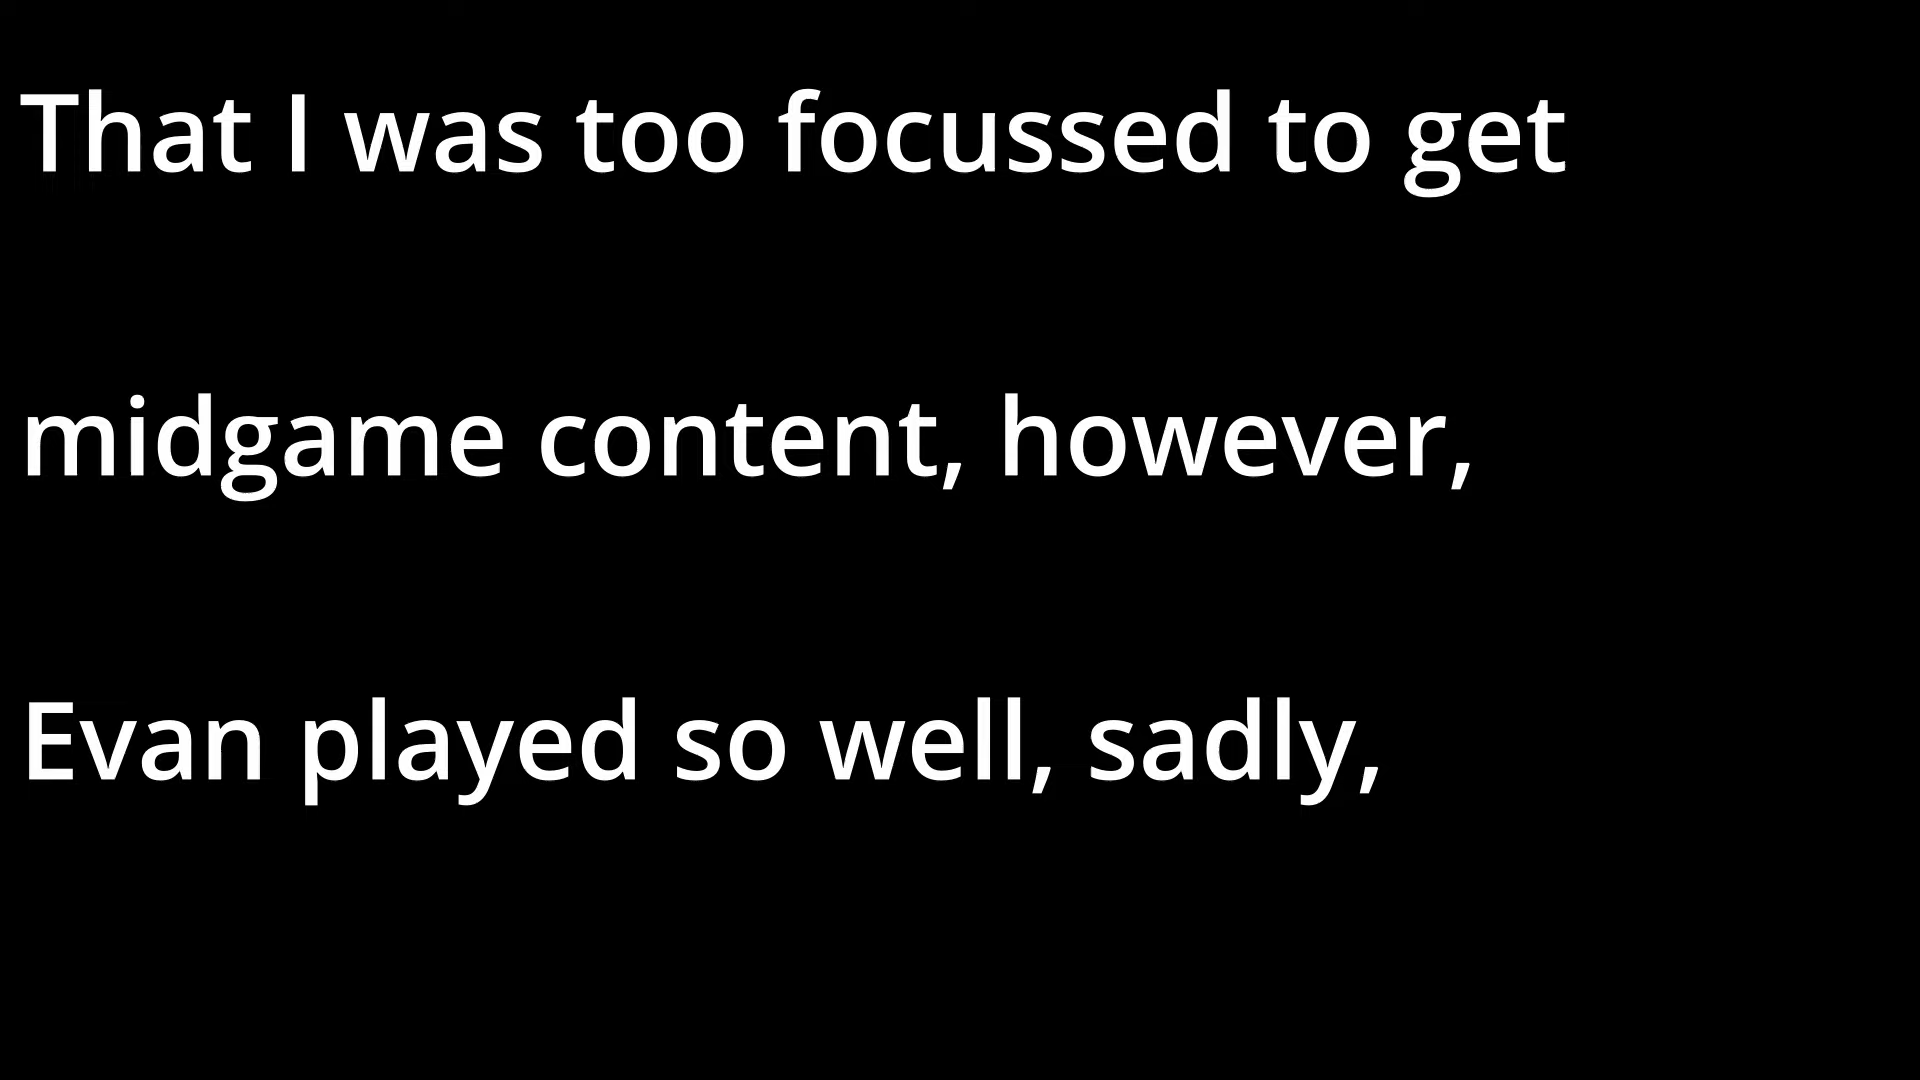 That I was too focussed to get
midgame content, however,
Evan played so well, sadly,